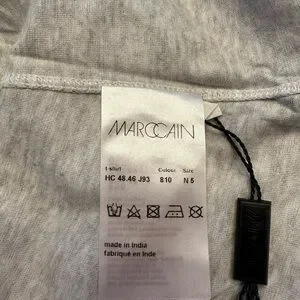 MARCCAIN
t-shirt Colour Size
HC 48.46 J93 810 N 5
made in India
fabriqué en Inde